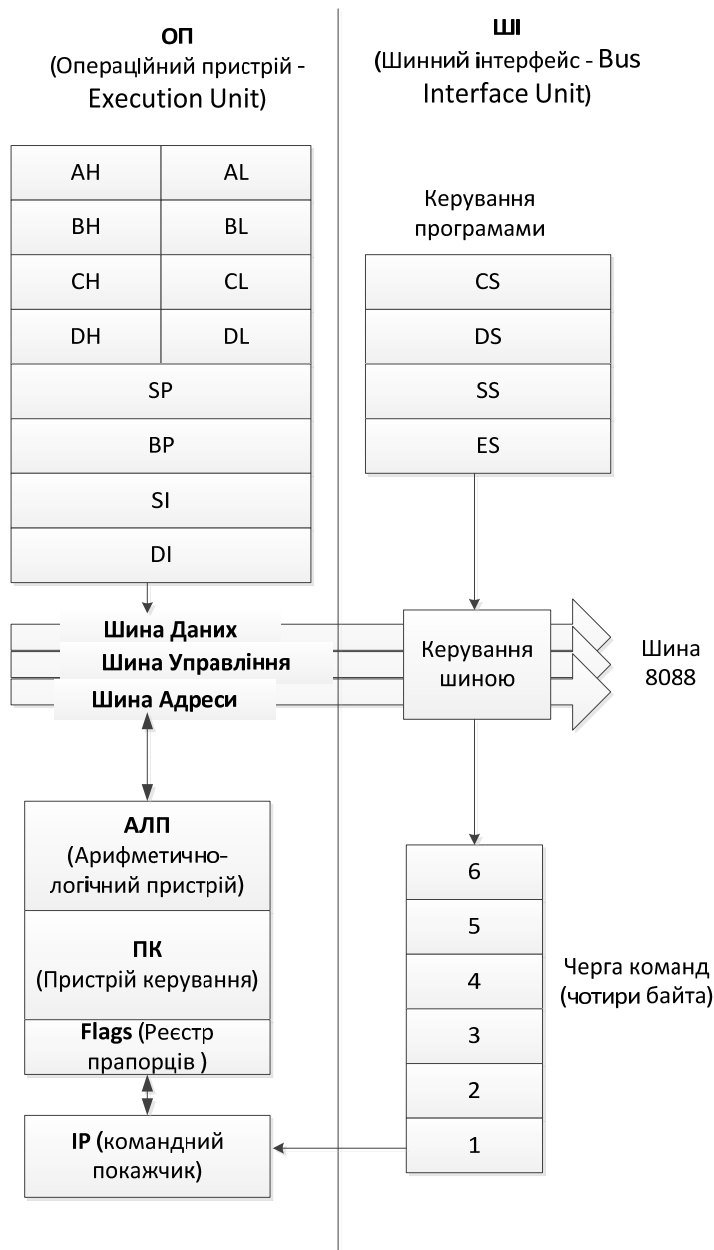 ОП
(Операційний пристрій -
Execution Unit)
ШІ
(Шинний інтерфейс - Bus
Interface Unit)
AH
AL
BH
BL
CH
CL
DH
DL
SP
BP
SI
DI
Керування
програмами
CS
DS
SS
ES
Шина Даних
Шина Управління
Шина Адреси
Керування
шиною
Шина
8088
АЛП
(Арифметично-
логічний пристрій)
ПК
(Пристрій керування)
Flags (Реєстр
прапорців )
IP (командний
покажчик)
6
5
4
3
2
1
Черга команд
(чотири байта)